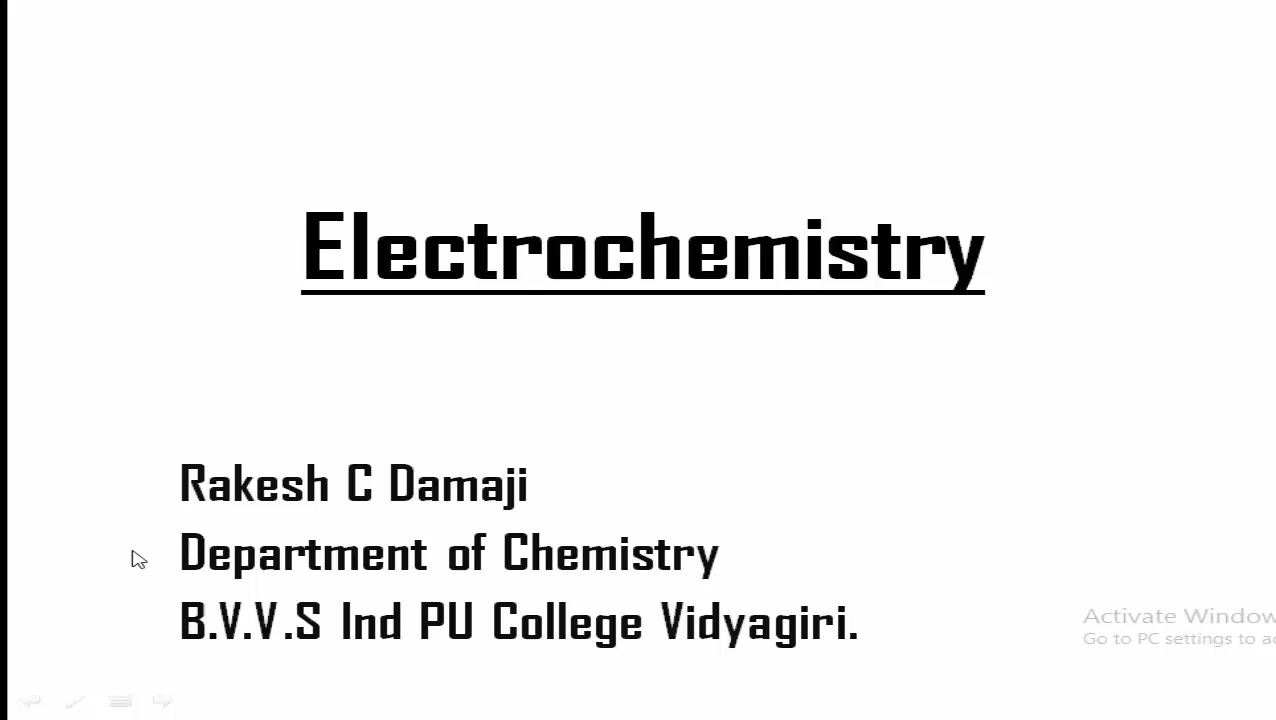 Electrochemistry
Rakesh C Damaji
Department of Chemistry
B.V.V.S Ind PU College Vidyagiri.
Activate Window
Go to PC settings to ac